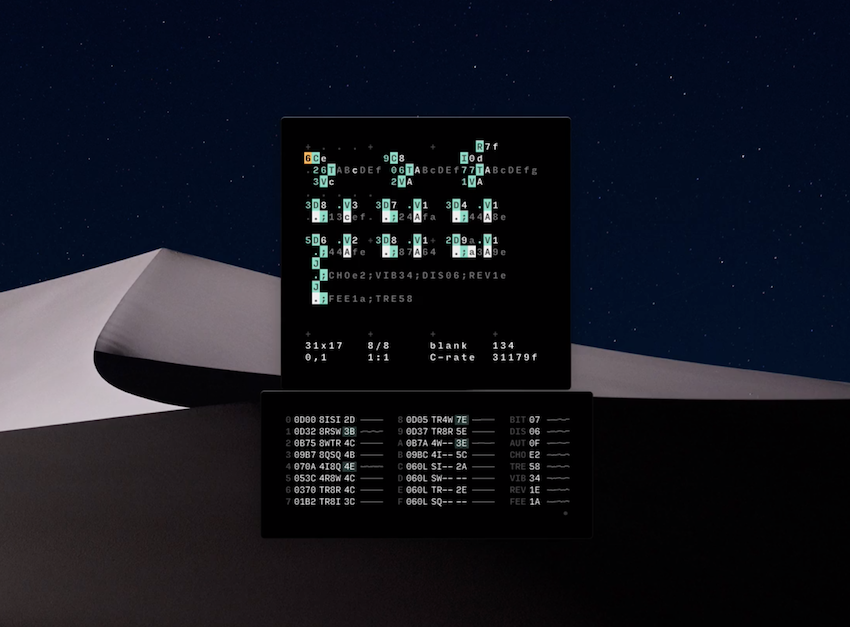 R7f
6Ce 9C8 I0d
.26TABcDEf 06TABcDEf77TABcDEfg
3Vc 2VA 1VA
3D8 .V3 3D7 .V1 3D4 .V1
.;13cef. .;24Afa .;44A8e
5D6 .V2 3D8 .V1 2D9a.V1
.;44Afe .;87A64 .;a3A9e
J
.;CHOe2;VIB34;DIS06;REV1e
J
.;FEE1a;TRE58
31x17 8/8 blank 134
0,1 1:1 C-rate 31179f
0 0D00 8ISI 2D 8 0D05 TR4W 7E BIT 07
1 0D32 8RSW 3B 9 0D37 TR8R 5E DIS 06
2 0B75 8WTR 4C A 0B7A 4W-- 3E AUT 0F
3 09B7 8QSQ 4B B 09BC 4I-- 5C CHO E2
4 070A 4I8Q 4E C 060L SI-- 2A TRE 58
5 053C 4R8W 4C D 060L SW-- -- VIB 34
6 0370 TR8R 4C E 060L TR-- 2E REV 1E
7 01B2 TR8I 3C F 060L SQ-- -- FEE 1A